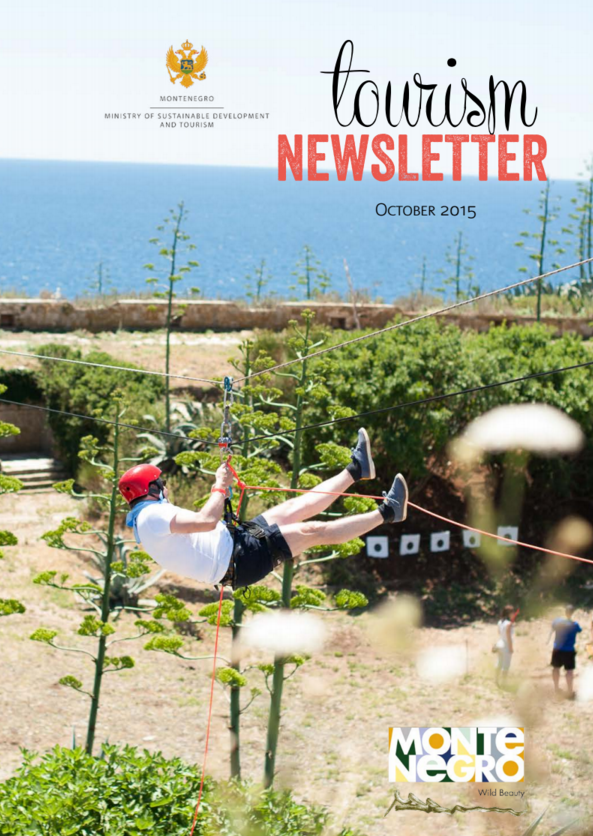 MONTENEGRO
MINISTRY OF SUSTAINABLE DEVELOPMENT
AND TOURISM
tourism
NEWSLETTER
OCTOBER 2015
MONTE
NEGRO
Wild Beauty